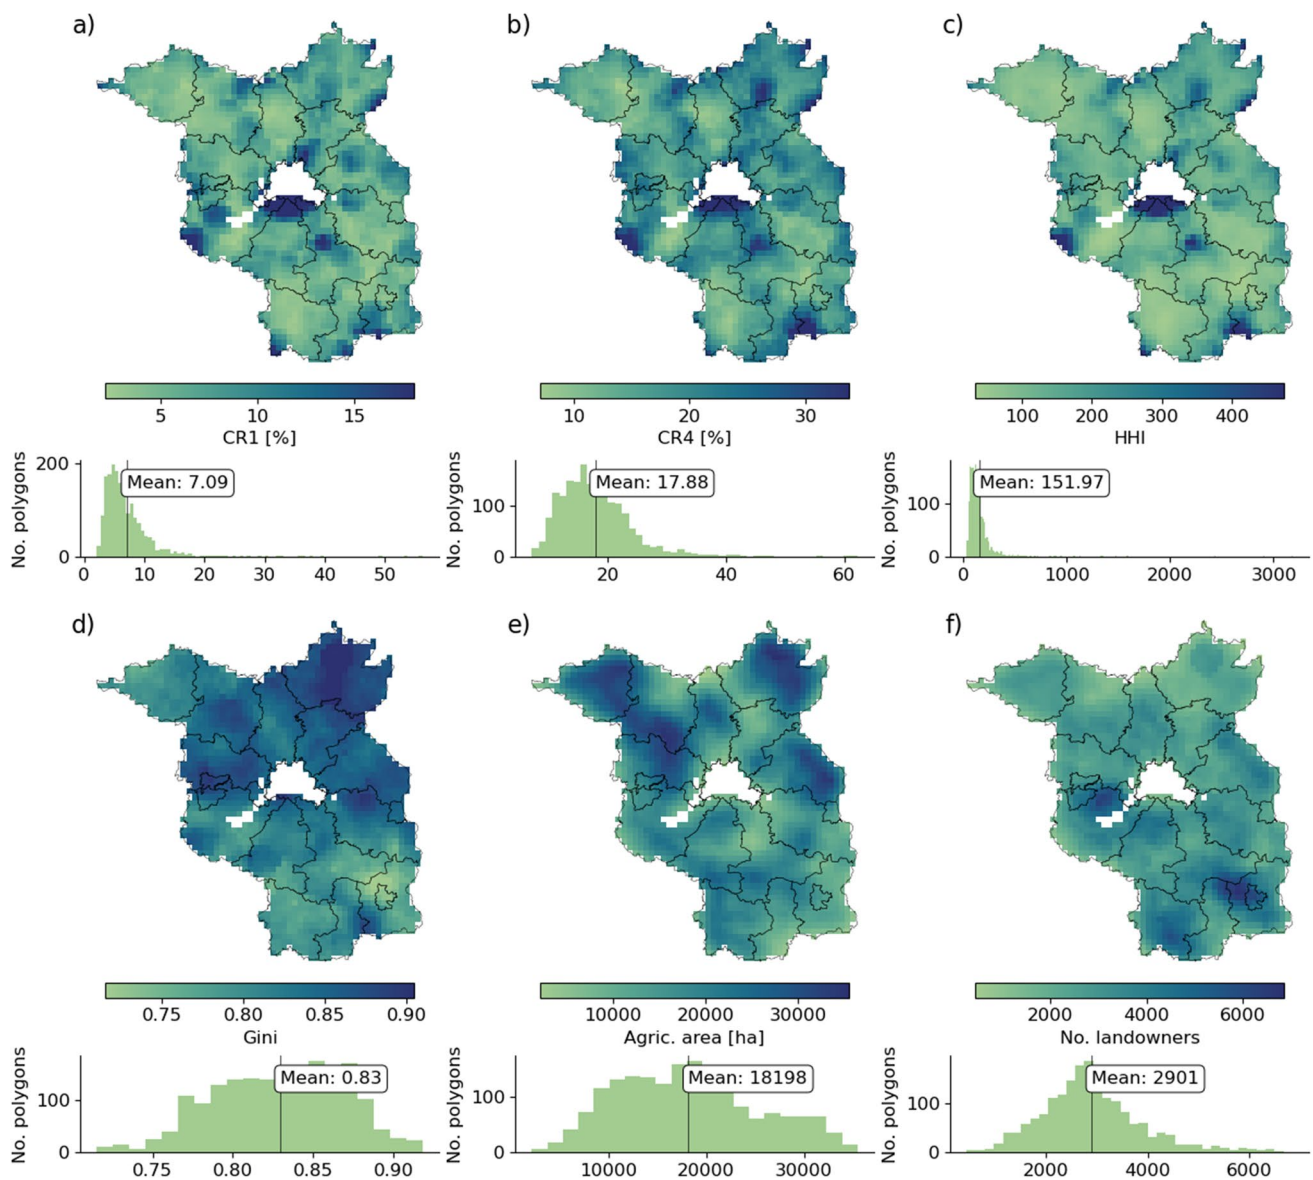 a) b) c)
5 10 15 10 20 30 100 200 300 400
CR1 [%] CR4 [%] HHI
No. polygons 200 0 Mean: 7.09 No. polygons 100 0 Mean: 17.88 No. polygons 100 0 Mean: 151.97
0 10 20 30 40 50 20 40 60 0 1000 2000 3000
d) e) f)
0.75 0.80 0.85 0.90 10000 20000 30000 2000 4000 6000
Gini Agric. area [ha] No. landowners
No. polygons 100 0 Mean: 0.83 No. polygons 100 0 Mean: 18198 No. polygons 100 0 Mean: 2901
0.75 0.80 0.85 0.90 10000 20000 30000 2000 4000 6000